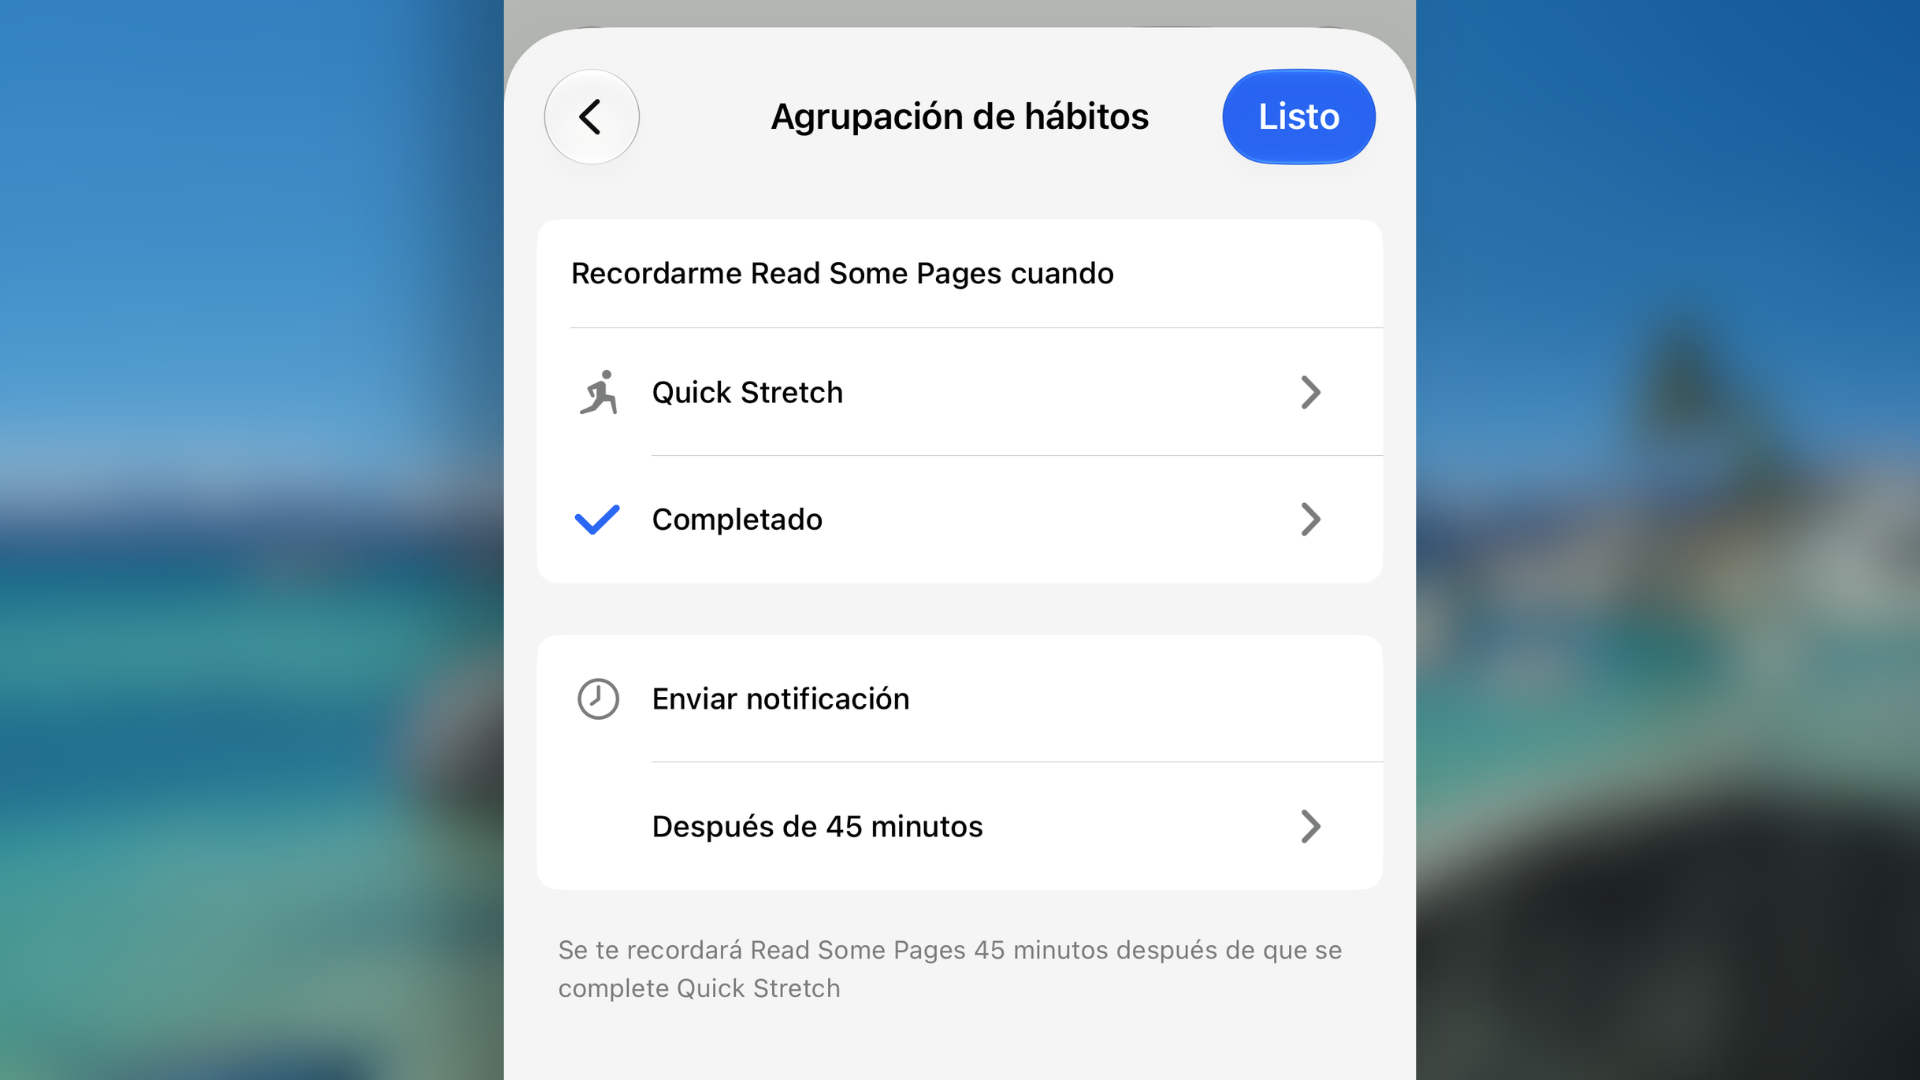 Agrupación de hábitos
Listo
Recordarme Read Some Pages cuando
Quick Stretch
Completado
Enviar notificación
Después de 45 minutos
Se te recordará Read Some Pages 45 minutos después de que se
complete Quick Stretch